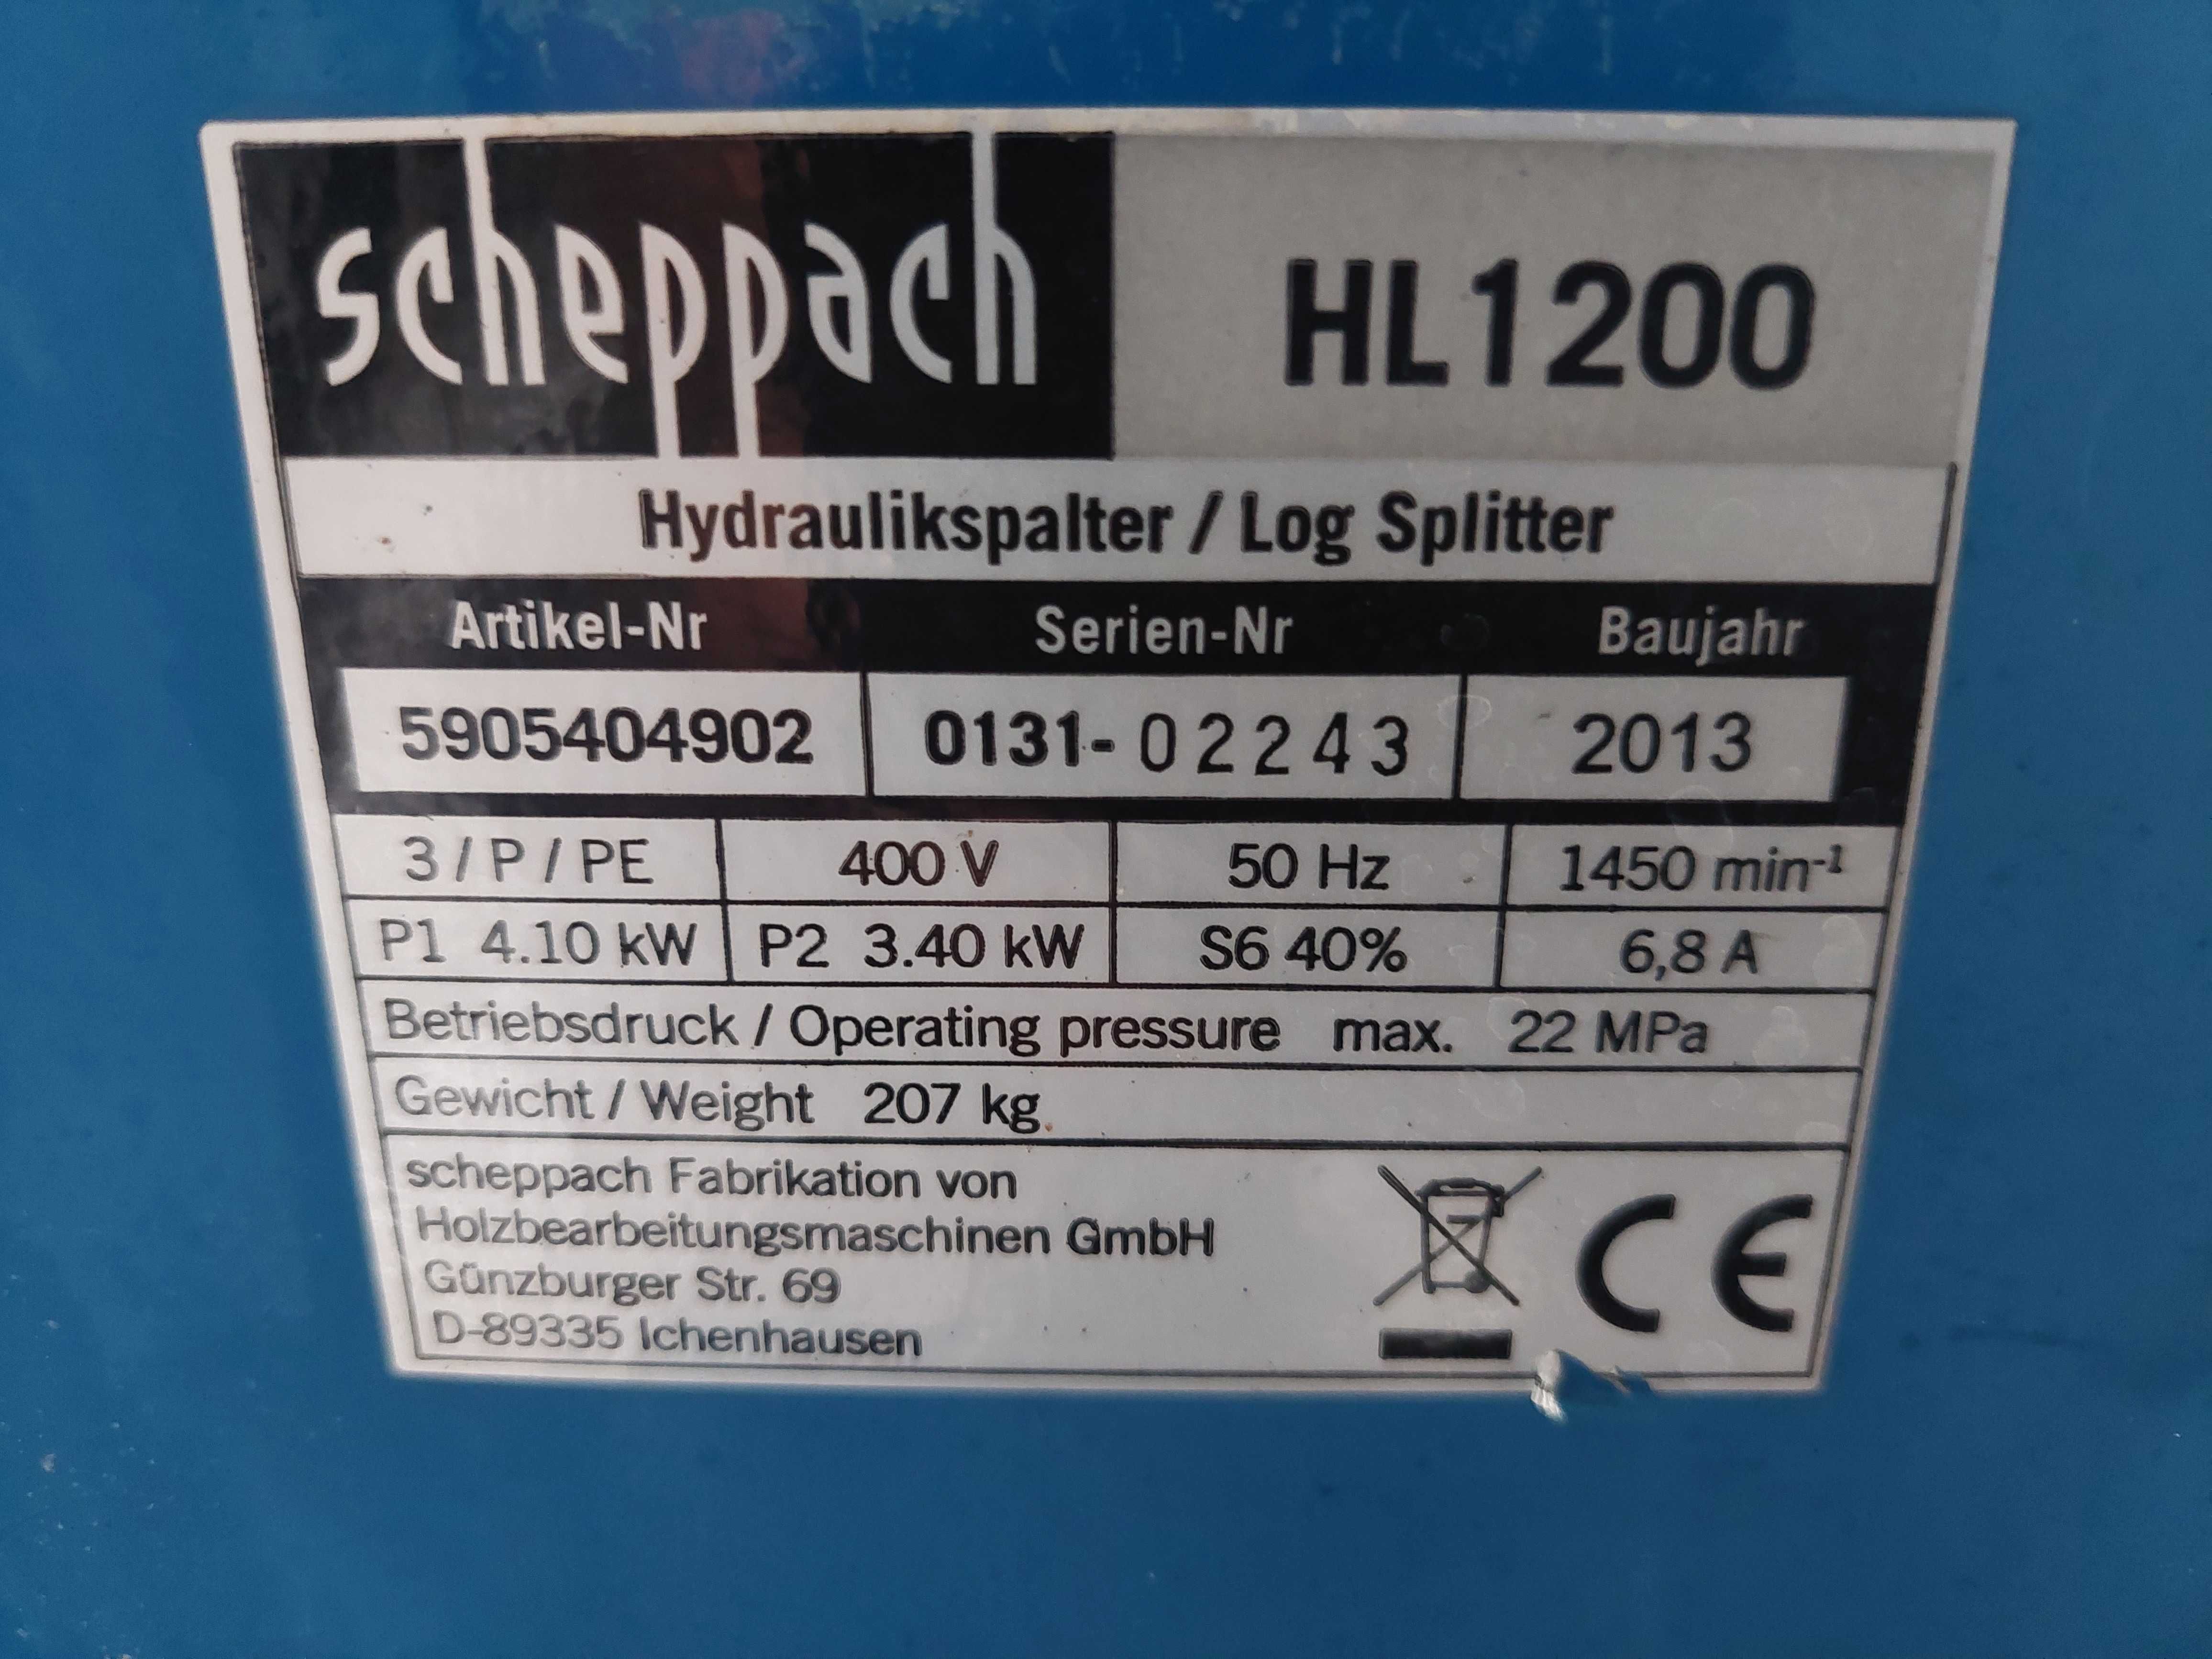 scheppach HL1200
Hydraulikspalter / Log Splitter
Artikel-Nr Serien-Nr Baujahr
5905404902 0131-02243 2013
3 / P / PE 400 V 50 Hz 1450 min-1
P1 4.10 kW P2 3.40 kW S6 40% 6,8 A
Betriebsdruck / Operating pressure max. 22 MPa
Gewicht / Weight 207 kg
scheppach Fabrikation von
Holzbearbeitungsmaschinen GmbH
Günzburger Str. 69
D-89335 Ichenhausen
CE